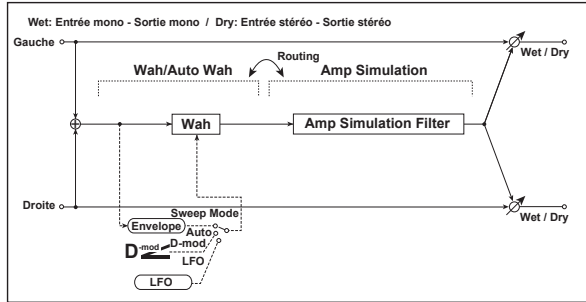 Wet: Entrée mono - Sortie mono / Dry: Entrée stéréo - Sortie stéréo
Gauche
Wet / Dry
Routing
Wah/Auto Wah
Amp Simulation
Wah
Amp Simulation Filter
Droite
Wet / Dry
Sweep Mode
Envelope
Auto
D-mod
D-mod
LFO
LFO